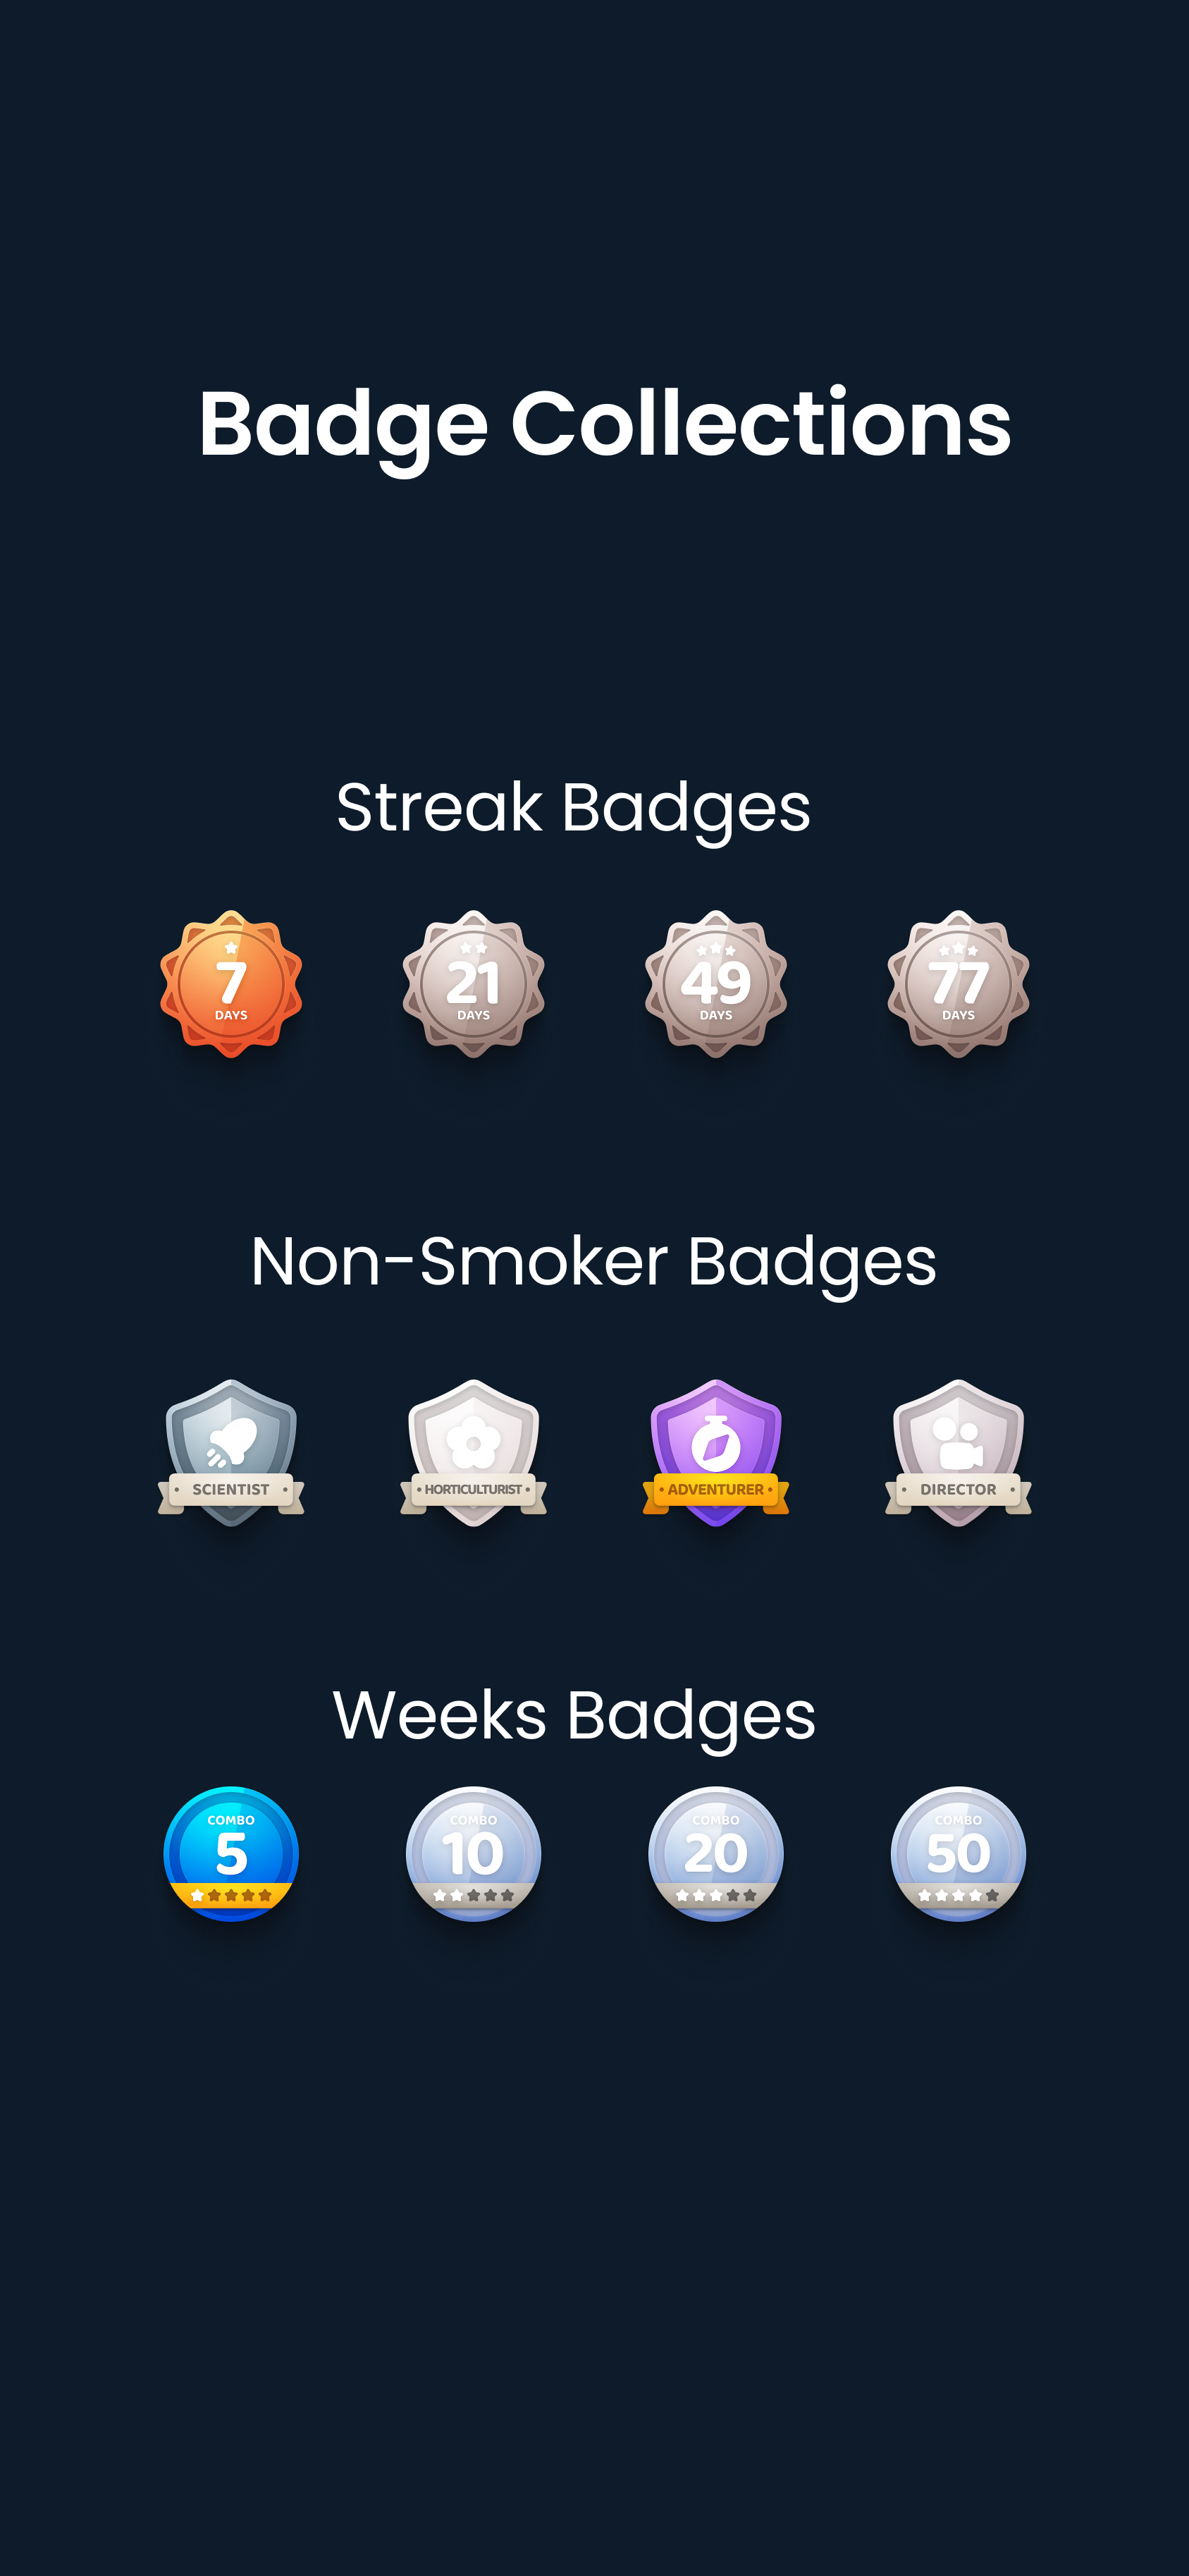 Badge Collections
Streak Badges
7
DAYS
21
DAYS
49
DAYS
77
DAYS
Non-Smoker Badges
SCIENTIST
HORTICULTURIST
ADVENTURER
DIRECTOR
Weeks Badges
COMBO
5
COMBO
10
COMBO
20
COMBO
50